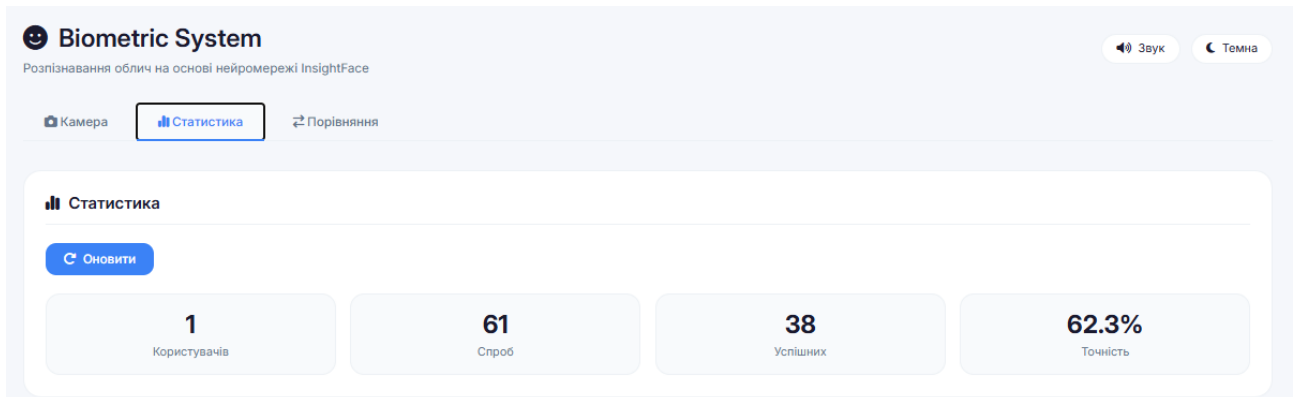 Biometric System
Розпізнавання облич на основі нейромережі InsightFace
Звук
Темна
Камера
Статистика
Порівняння
Статистика
Оновити
1
Користувачів
61
Спроб
38
Успішних
62.3%
Точність